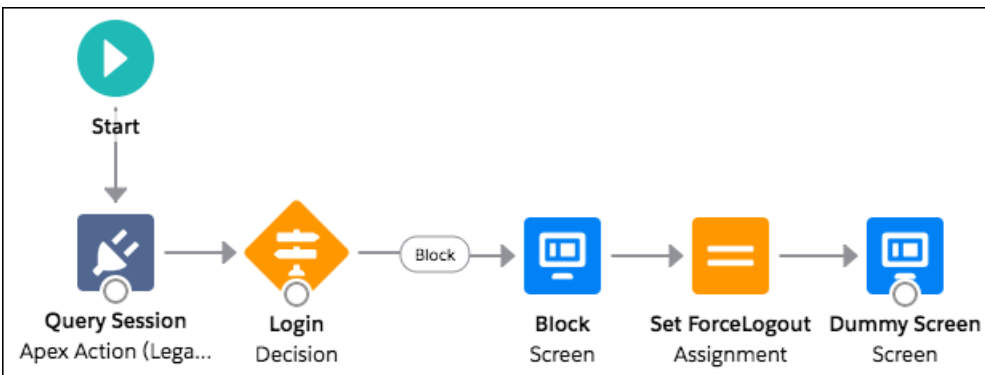 Start
Block
Query Session
Apex Action (Lega...
Login
Decision
Block
Screen
Set ForceLogout
Assignment
Dummy Screen
Screen